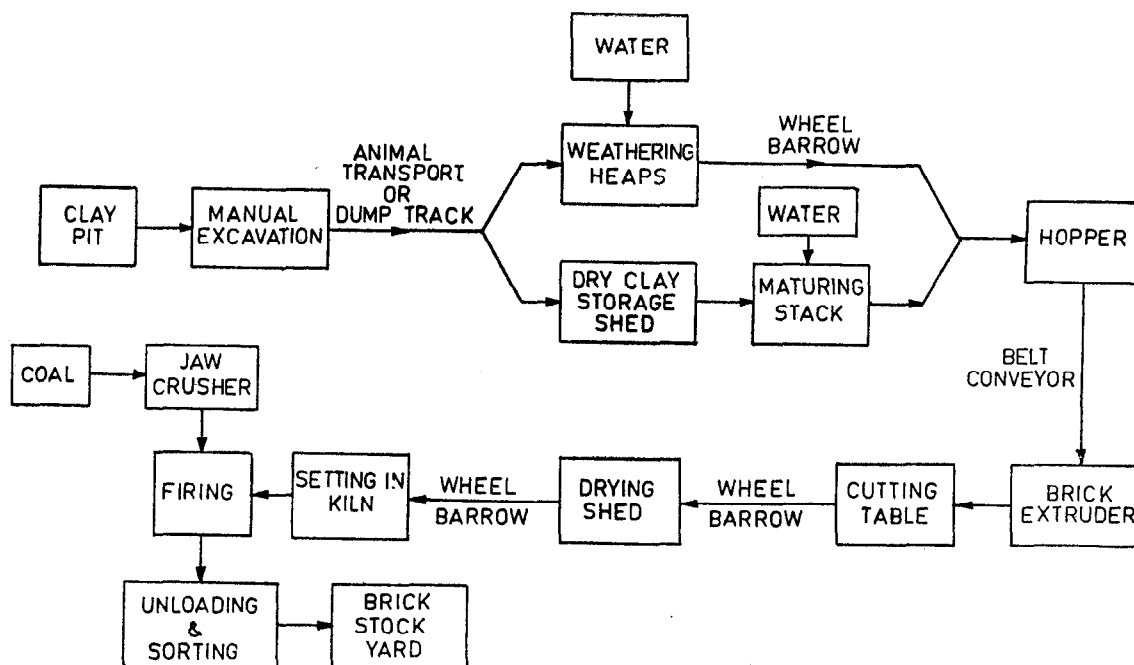 WATER
WEATHERING
HEAPS
WHEEL
BARROW
ANIMAL
TRANSPORT
OR
DUMP TRACK
CLAY
PIT
MANUAL
EXCAVATION
WATER
HOPPER
DRY CLAY
STORAGE
SHED
MATURING
STACK
BELT
CONVEYOR
COAL
JAW
CRUSHER
FIRING
SETTING IN
KILN
WHEEL
BARROW
DRYING
SHED
WHEEL
BARROW
CUTTING
TABLE
BRICK
EXTRUDER
UNLOADING
&
SORTING
BRICK
STOCK
YARD